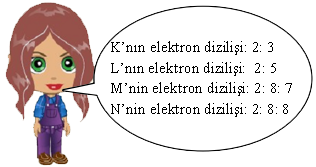 K'nın elektron dizilişi: 2: 3
L'nın elektron dizilişi: 2: 5
M'nin elektron dizilişi: 2: 8: 7
N'nin elektron dizilişi: 2: 8: 8